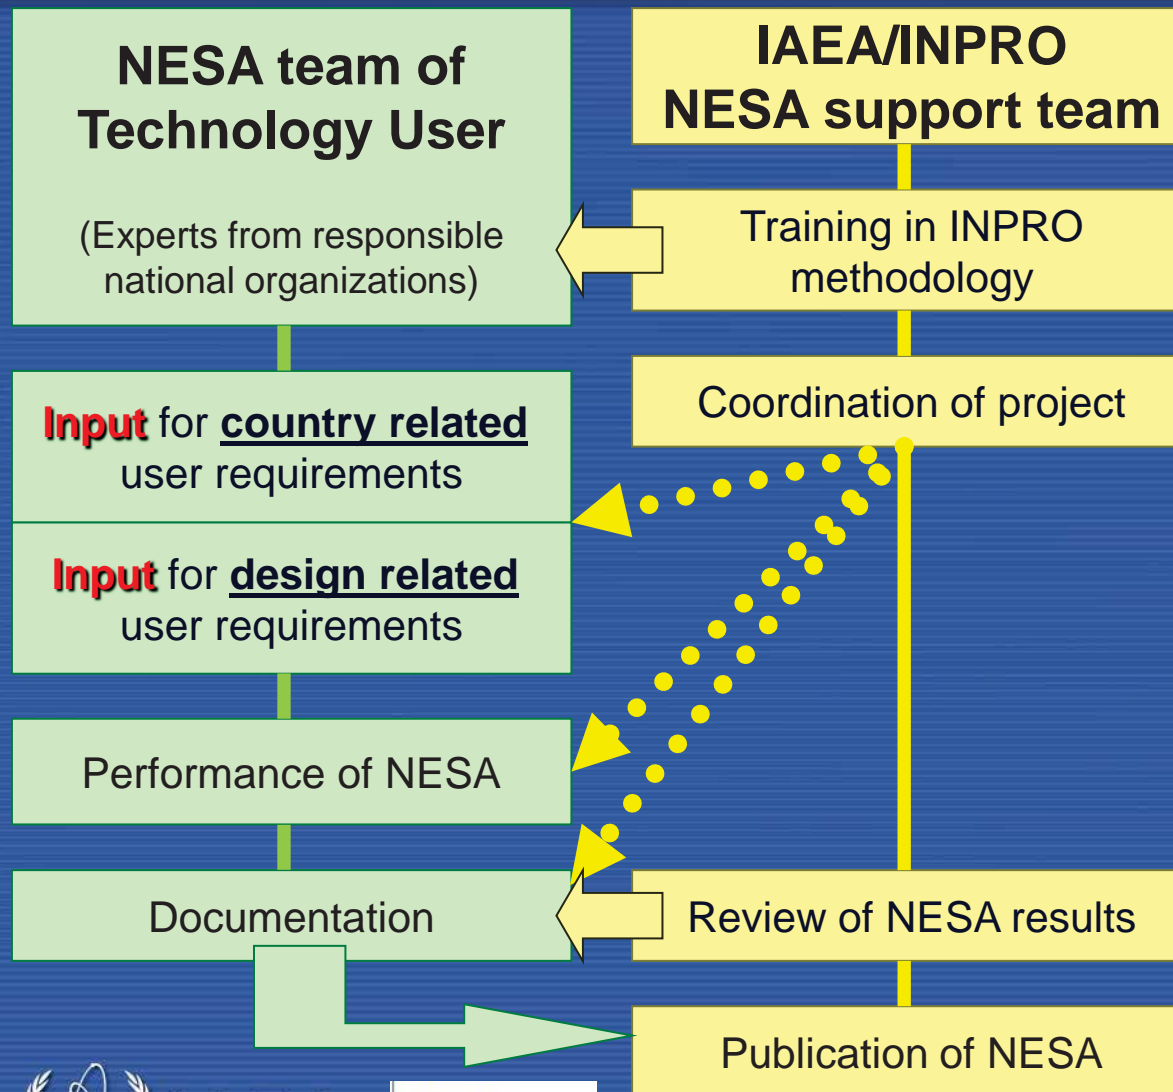 NESA team of
Technology User
(Experts from responsible
national organizations)
Input for country related
user requirements
Input for design related
user requirements
Performance of NESA
Documentation
IAEA/INPRO
NESA support team
Training in INPRO
methodology
Coordination of project
Review of NESA results
Publication of NESA